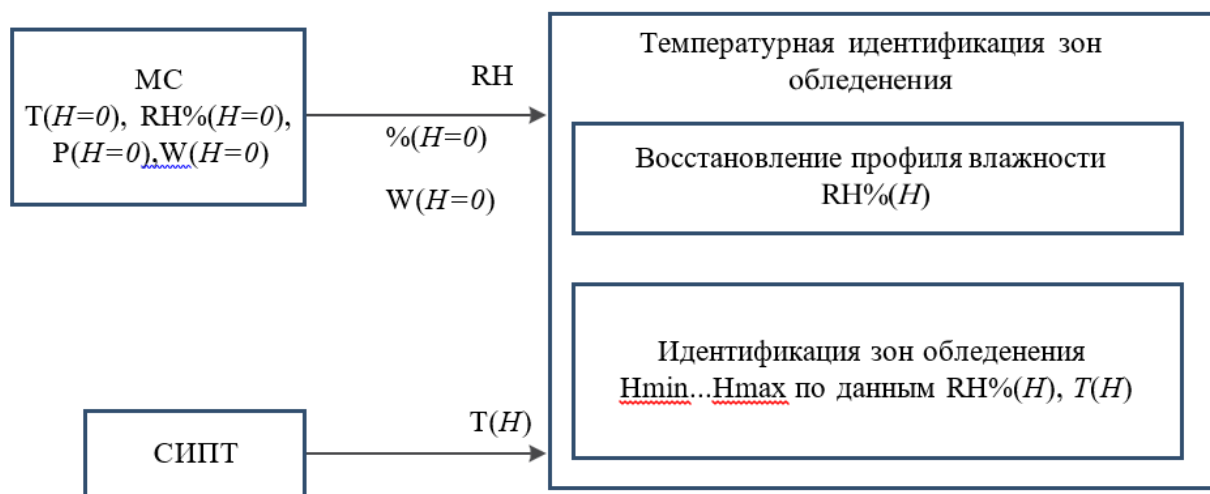 МС
T(H=0), RH%(H=0),
P(H=0),W(H=0)
RH
%(H=0)
W(H=0)
Температурная идентификация зон
обледенения
Восстановление профиля влажности
RH%(H)
Идентификация зон обледенения
Hmin...Hmax по данным RH%(H), T(H)
СИПТ
T(H)